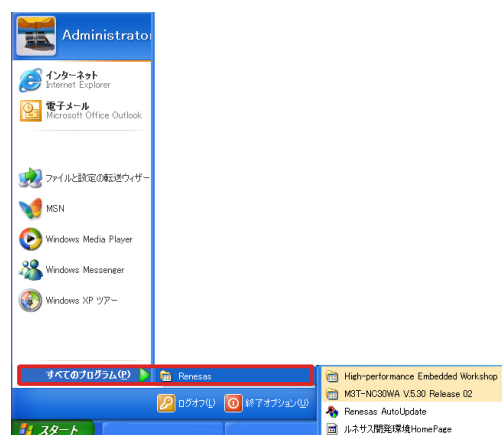 Administrato
インターネット
Internet Explorer
電子メール
Microsoft Office Outlook
ファイルと設定の転送ウィザー
MSN
Windows Media Player
Windows Messenger
Windows XP ツアー
すべてのプログラム(P)
Renesas
High-performance Embedded Workshop
M3T-NC30WA V.5.30 Release 02
Renesas AutoUpdate
ルネサス開発環境HomePage
ログオフ(L)
終了オプション(U)
スタート